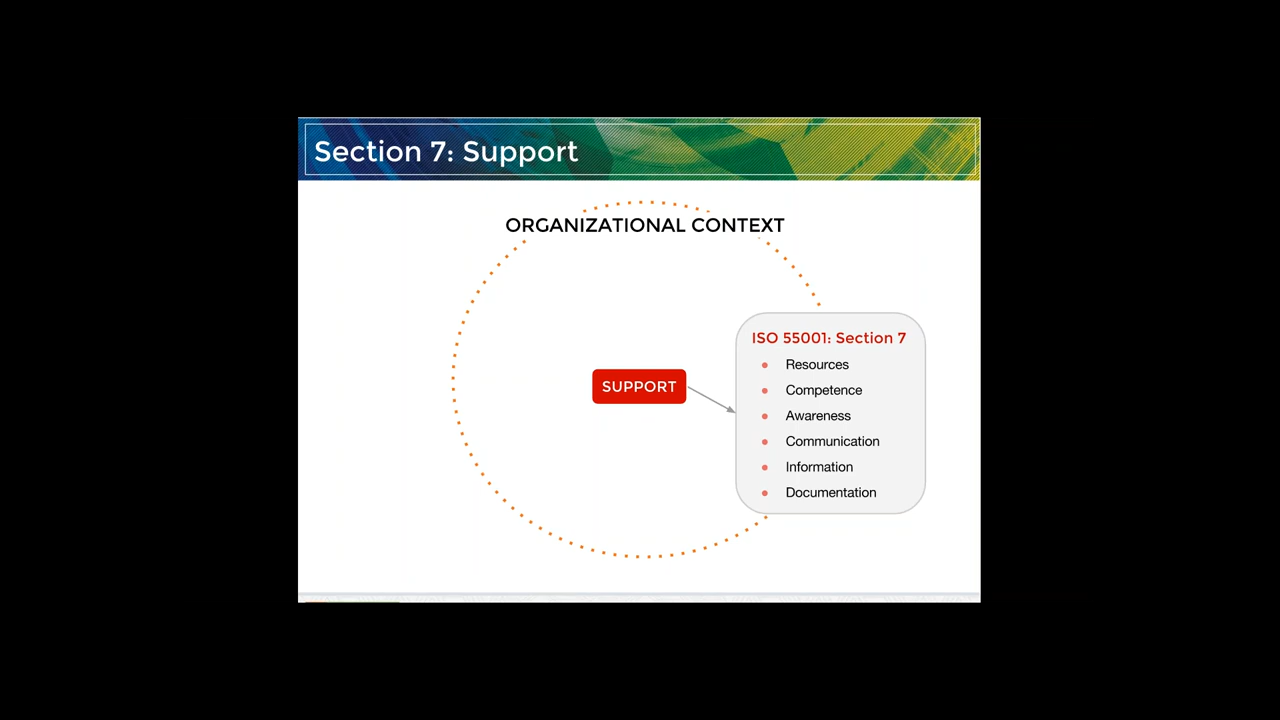 Section 7: Support
ORGANIZATIONAL CONTEXT
SUPPORT
ISO 55001: Section 7
Resources
Competence
Awareness
Communication
Information
Documentation